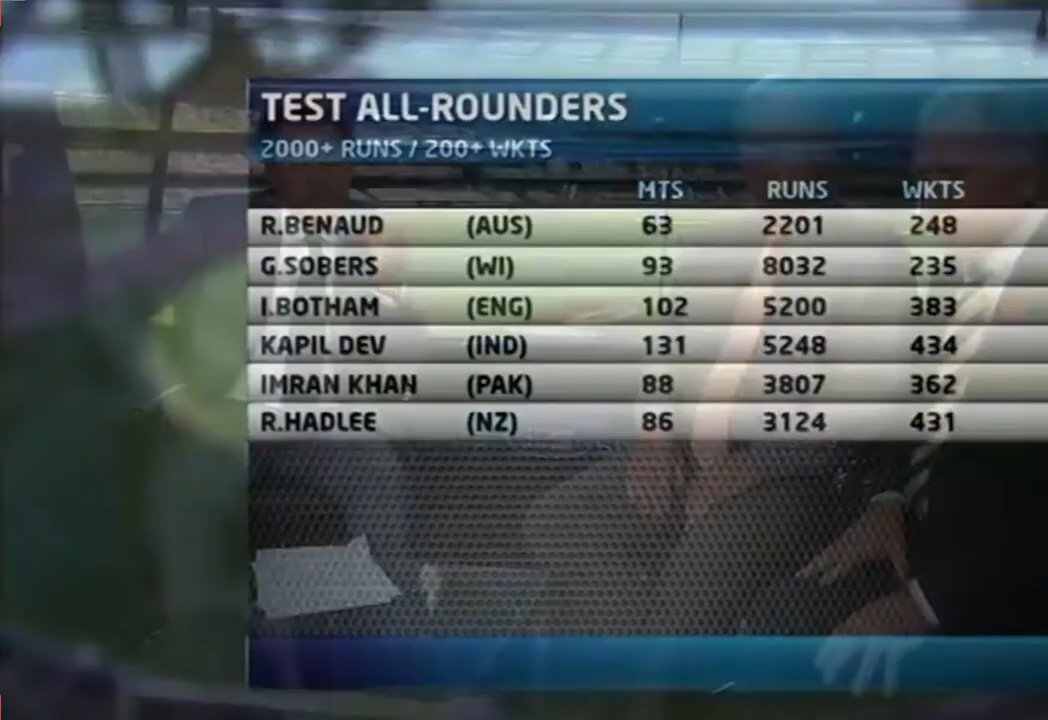 TEST ALL-ROUNDERS
2000+ RUNS / 200+ WKTS
MTS RUNS WKTS
R.BENAUD (AUS) 63 2201 248
G.SOBERS (WI) 93 8032 235
I.BOTHAM (ENG) 102 5200 383
KAPIL DEV (IND) 131 5248 434
IMRAN KHAN (PAK) 88 3807 362
R.HADLEE (NZ) 86 3124 431